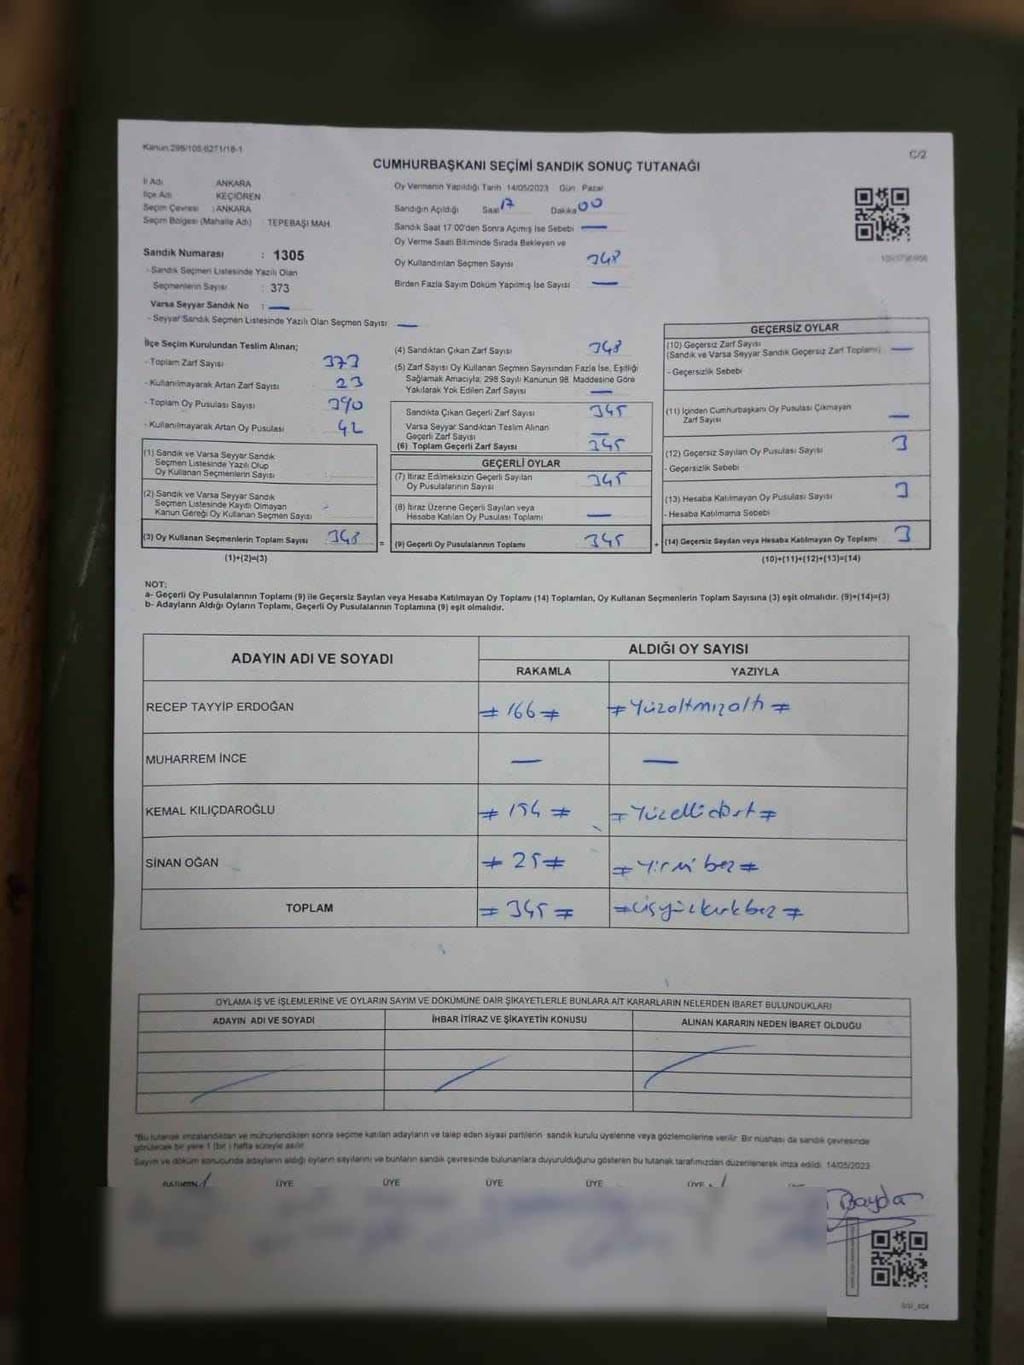 Kanun:298/105-6271/18-1
C/2
CUMHURBAŞKANI SEÇİMİ SANDIK SONUÇ TUTANAĞI
İl Adı : ANKARA
İlçe Adı : KEÇİÖREN
Seçim Çevresi : ANKARA
Seçim Bölgesi (Mahalle Adı) : TEPEBAŞI MAH.
Sandık Numarası : 1305
- Sandık Seçmen Listesinde Yazılı Olan
Seçmenlerin Sayısı : 373
Varsa Seyyar Sandık No : —
- Seyyar Sandık Seçmen Listesinde Yazılı Olan Seçmen Sayısı : —
Oy Vermenin Yapıldığı Tarih 14/05/2023 Gün Pazar
Sandığın Açıldığı Saat 17 Dakika 00
Sandık Saat 17 00'den Sonra Açımış İse Sebebi —
Oy Verme Saati Bitiminde Sırada Bekleyen ve
Oy Kullandırılan Seçmen Sayısı 348
Birden Fazla Sayım Döküm Yapılmış İse Sayısı —
İlçe Seçim Kurulundan Teslim Alınan;
- Toplam Zarf Sayısı 373
- Kullanılmayarak Artan Zarf Sayısı 23
- Toplam Oy Pusulası Sayısı 390
- Kullanılmayarak Artan Oy Pusulası 42
(1) Sandık ve Varsa Seyyar Sandık
Seçmen Listesinde Yazılı Olup
Oy Kullanan Seçmenlerin Sayısı
(2) Sandık ve Varsa Seyyar Sandık
Seçmen Listesinde Kayıtlı Olmayan
Kanun Gereği Oy Kullanan Seçmen Sayısı
(3) Oy Kullanan Seçmenlerin Toplam Sayısı 348 =
(1)+(2)=(3)
(4) Sandıktan Çıkan Zarf Sayısı 348
(5) Zarf Sayısı Oy Kullanan Seçmen Sayısından Fazla İse, Eşitliği
Sağlamak Amacıyla; 298 Sayılı Kanunun 98. Maddesine Göre
Yakılarak Yok Edilen Zarf Sayısı —
Sandıkta Çıkan Geçerli Zarf Sayısı 345
Varsa Seyyar Sandıktan Teslim Alınan
Geçerli Zarf Sayısı —
(6) Toplam Geçerli Zarf Sayısı 345
GEÇERLİ OYLAR
(7) İtiraz Edilmeksizin Geçerli Sayılan
Oy Pusulalarının Sayısı 345
(8) İtiraz Üzerine Geçerli Sayılan veya
Hesaba Katılan Oy Pusulası Toplamı —
(9) Geçerli Oy Pusulalarının Toplamı 345 +
GEÇERSİZ OYLAR
(10) Geçersiz Zarf Sayısı
(Sandık ve Varsa Seyyar Sandık Geçersiz Zarf Toplamı) —
- Geçersizlik Sebebi
(11) İçinden Cumhurbaşkanı Oy Pusulası Çıkmayan
Zarf Sayısı —
(12) Geçersiz Sayılan Oy Pusulası Sayısı 3
- Geçersizlik Sebebi
(13) Hesaba Katılmayan Oy Pusulası Sayısı 3
- Hesaba Katılmama Sebebi
(14) Geçersiz Sayılan veya Hesaba Katılmayan Oy Toplamı 3
(10)+(11)+(12)+(13)=(14)
NOT:
a- Geçerli Oy Pusulalarının Toplamı (9) ile Geçersiz Sayılan veya Hesaba Katılmayan Oy Toplamı (14) Toplamları, Oy Kullanan Seçmenlerin Toplam Sayısına (3) eşit olmalıdır. (9)+(14)=(3)
b- Adayların Aldığı Oyların Toplamı, Geçerli Oy Pusulalarının Toplamına (9) eşit olmalıdır.
ADAYIN ADI VE SOYADI
ALDIĞI OY SAYISI
RAKAMLA YAZIYLA
RECEP TAYYİP ERDOĞAN ≠ 166 ≠ ≠ Yüzaltmızaltı ≠
MUHARREM İNCE — —
KEMAL KILIÇDAROĞLU ≠ 154 ≠ ≠ Yüzellidört ≠
SİNAN OĞAN ≠ 25 ≠ ≠ Yirmi beş ≠
TOPLAM ≠ 345 ≠ ≠ üçyüzkırkbeş ≠
OYLAMA İŞ VE İŞLEMLERİNE VE OYLARIN SAYIM VE DÖKÜMÜNE DAİR ŞİKAYETLERLE BUNLARA AİT KARARLARIN NELERDEN İBARET BULUNDUKLARI
ADAYIN ADI VE SOYADI İHBAR İTİRAZ VE ŞİKAYETİN KONUSU ALINAN KARARIN NEDEN İBARET OLDUĞU
*Bu tutanak imzalandıktan ve mühürlendikten sonra seçime katılan adayların ve talep eden siyasi partilerin sandık kurulu üyelerine veya gözlemcilerine verilir. Bir nüshası da sandık çevresinde
görülecek bir yere 1 (bir) hafta süreyle asılır.
Sayım ve döküm sonucunda adayların aldığı oyların sayılarını ve bunların sandık çevresinde bulunanlara duyurulduğunu gösteren bu tutanak tarafımızdan düzenlenerek imza edildi. 14/05/2023
BAŞKAN ÜYE ÜYE ÜYE ÜYE ÜYE